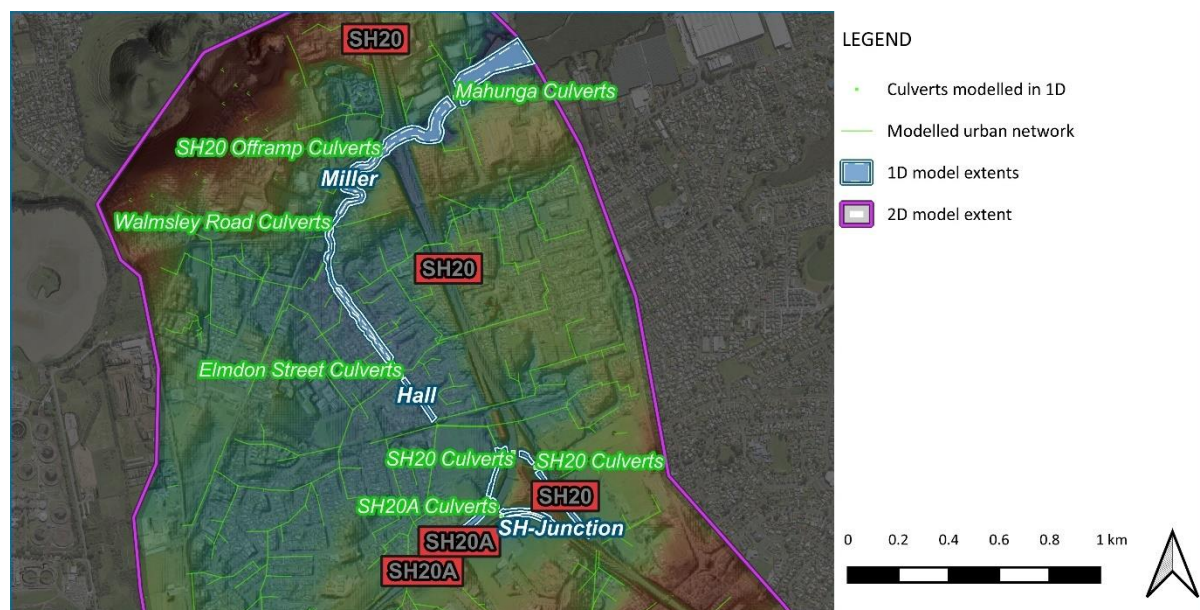 SH20
Mahunga Culverts
SH20 Offramp Culverts
Miller
Walmsley Road Culverts
SH20
Elmdon Street Culverts
Hall
SH20 Culverts
SH20 Culverts
SH20
SH20A Culverts
SH-Junction
SH20A
SH20A
LEGEND
Culverts modelled in 1D
Modelled urban network
1D model extents
2D model extent
0 0.2 0.4 0.6 0.8 1 km